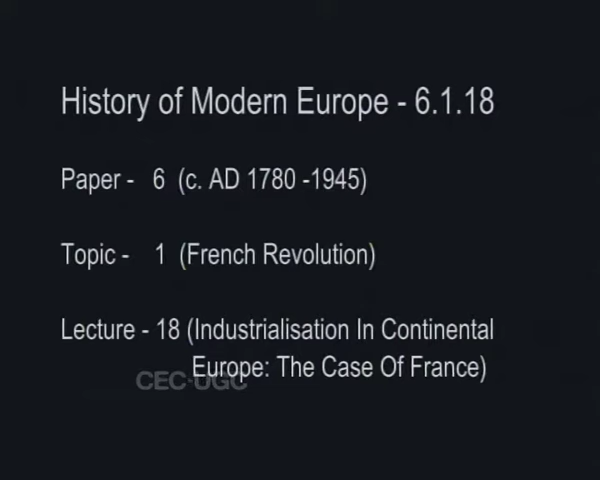 History of Modern Europe - 6.1.18
Paper - 6 (c. AD 1780 -1945)
Topic - 1 (French Revolution)
Lecture - 18 (Industrialisation In Continental
Europe: The Case Of France)
CEC-UGC